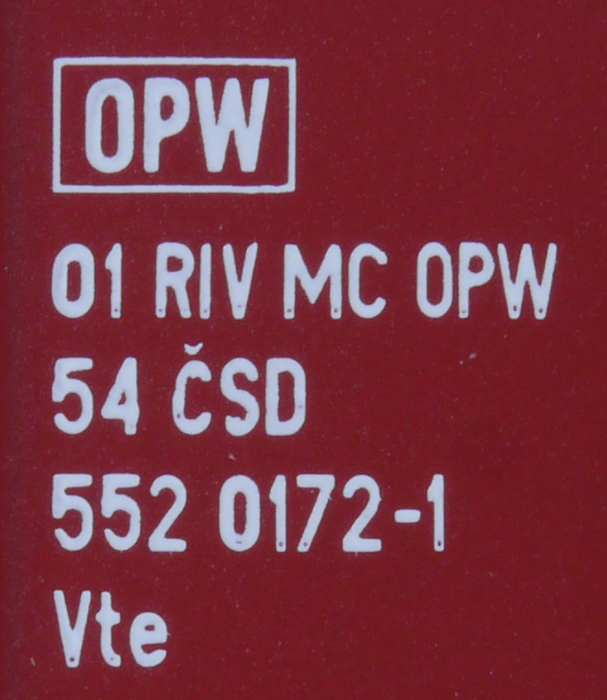 OPW
01 RIV MC OPW
54 ČSD
552 0172-1
Vte